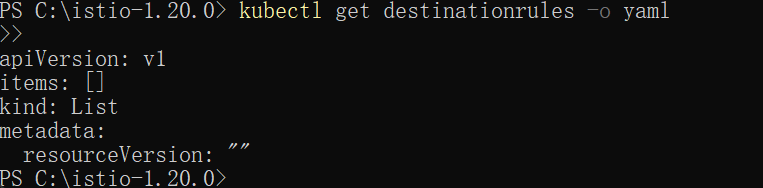 PS C:\istio-1.20.0> kubectl get destinationrules -o yaml
>>
apiVersion: v1
items: []
kind: List
metadata:
  resourceVersion: ""
PS C:\istio-1.20.0>